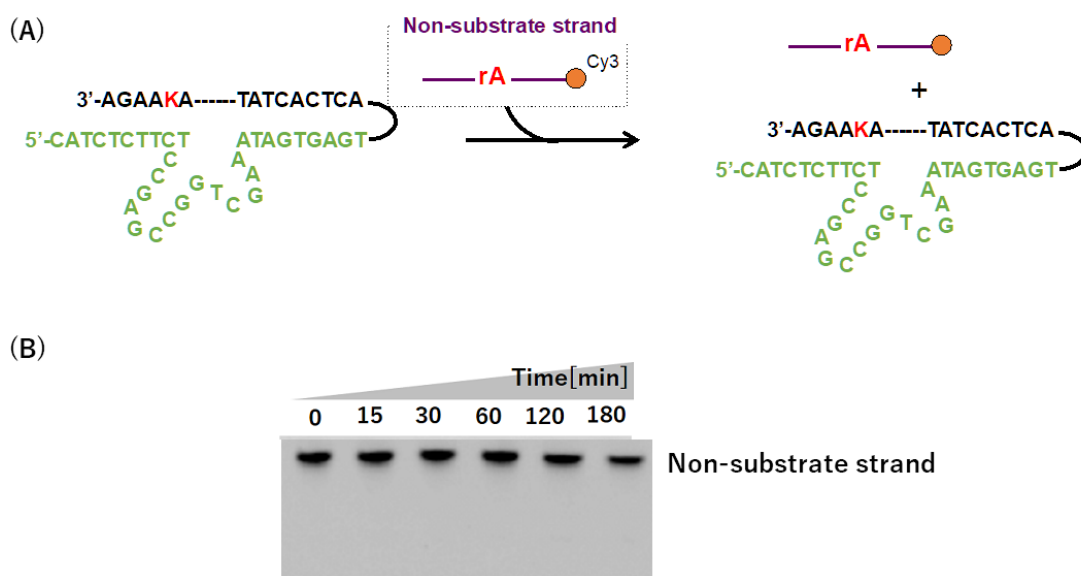 (A)
Non-substrate strand
rA
Cy3
3’-AGAAKA------TATCACTCA
5’-CATCTCTTCT
ATAGTGAGT
C
C
G
A
G
C
C
G
G
T
C
G
A
A
rA
+
3’-AGAAKA------TATCACTCA
5’-CATCTCTTCT
ATAGTGAGT
C
C
G
A
G
C
C
G
G
T
C
G
A
A
(B)
Time[min]
0 15 30 60 120 180
Non-substrate strand